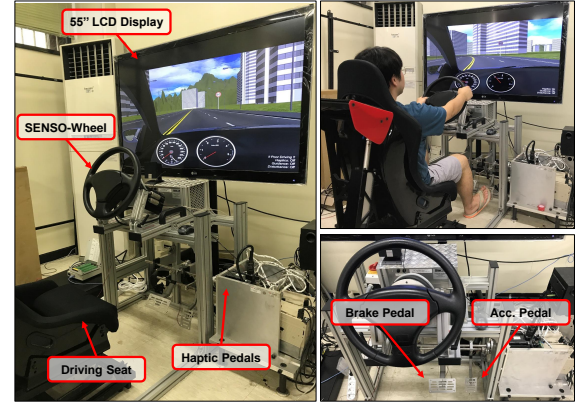 55" LCD Display
SENSO-Wheel
Driving Seat
Haptic Pedals
Brake Pedal
Acc. Pedal